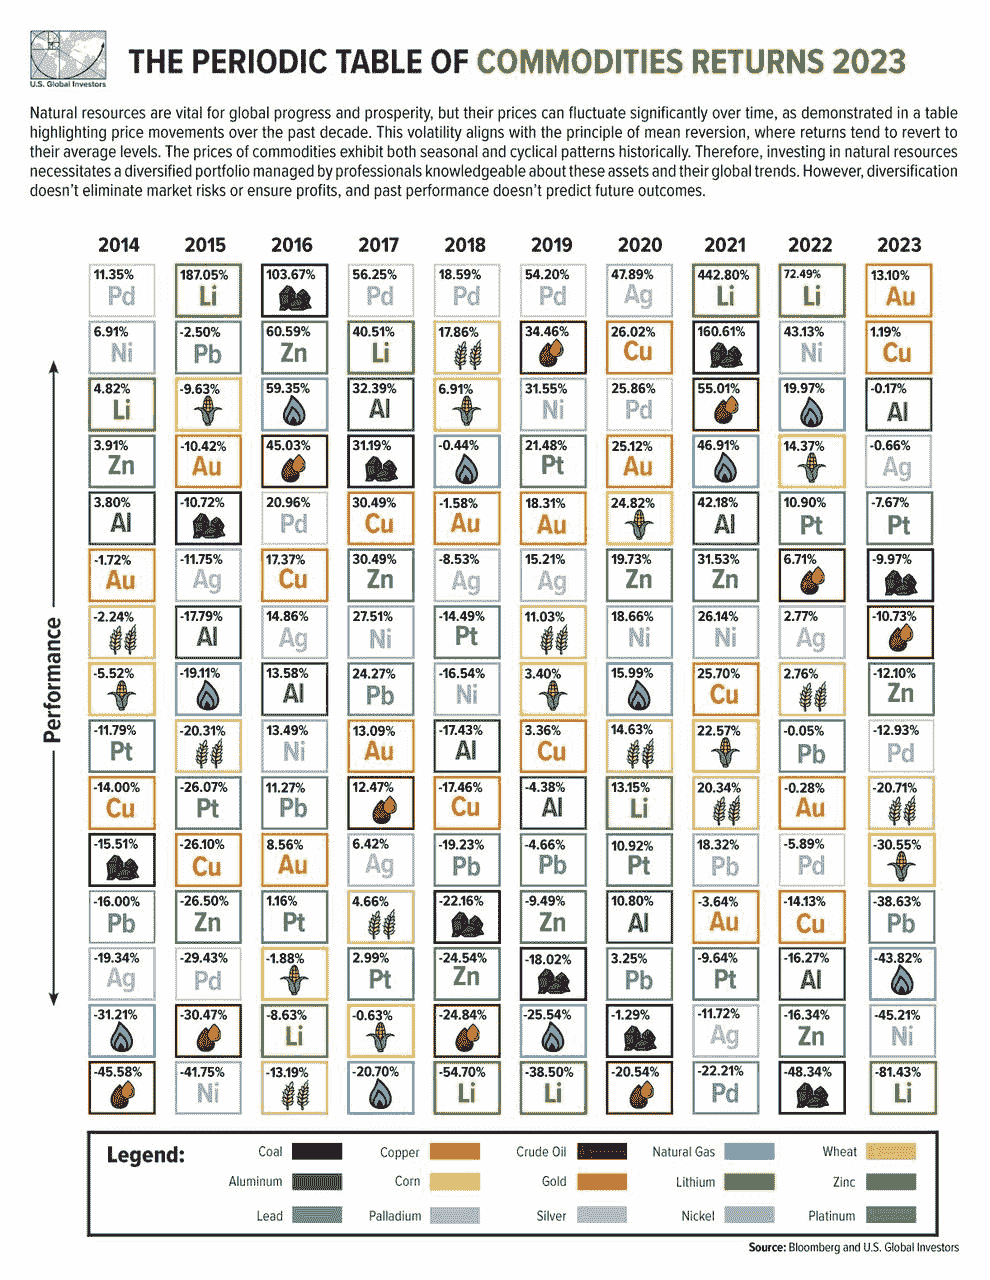 U.S. Global Investors
THE PERIODIC TABLE OF COMMODITIES RETURNS 2023
Natural resources are vital for global progress and prosperity, but their prices can fluctuate significantly over time, as demonstrated in a table
highlighting price movements over the past decade. This volatility aligns with the principle of mean reversion, where returns tend to revert to
their average levels. The prices of commodities exhibit both seasonal and cyclical patterns historically. Therefore, investing in natural resources
necessitates a diversified portfolio managed by professionals knowledgeable about these assets and their global trends. However, diversification
doesn't eliminate market risks or ensure profits, and past performance doesn't predict future outcomes.
2014 2015 2016 2017 2018 2019 2020 2021 2022 2023
11.35% 187.05% 103.67% 56.25% 18.59% 54.20% 47.89% 442.80% 72.49% 13.10%
Pd Li Pd Pd Pd Ag Li Li Au
6.91% -2.50% 60.59% 40.51% 17.86% 34.46% 26.02% 160.61% 43.13% 1.19%
Ni Pb Zn Li Cu Ni Cu
4.82% -9.63% 59.35% 32.39% 6.91% 31.55% 25.86% 55.01% 19.97% -0.17%
Li Al Ni Pd Al
3.91% -10.42% 45.03% 31.19% -0.44% 21.48% 25.12% 46.91% 14.37% -0.66%
Zn Au Pt Au Ag
3.80% -10.72% 20.96% 30.49% -1.58% 18.31% 24.82% 42.18% 10.90% -7.67%
Al Pd Cu Au Au Al Pt Pt
-1.72% -11.75% 17.37% 30.49% -8.53% 15.21% 19.73% 31.53% 6.71% -9.97%
Au Ag Cu Zn Ag Ag Zn Zn
-2.24% -17.79% 14.86% 27.51% -14.49% 11.03% 18.66% 26.14% 2.77% -10.73%
Al Ag Ni Pt Ni Ni Ag
-5.52% -19.11% 13.58% 24.27% -16.54% 3.40% 15.99% 25.70% 2.76% -12.10%
Al Pb Ni Cu Zn
-11.79% -20.31% 13.49% 13.09% -17.43% 3.36% 14.63% 22.57% -0.05% -12.93%
Pt Ni Au Al Cu Pb Pd
-14.00% -26.07% 11.27% 12.47% -17.46% -4.38% 13.15% 20.34% -0.28% -20.71%
Cu Pt Pb Cu Al Li Au
-15.51% -26.10% 8.56% 6.42% -19.23% -4.66% 10.92% 18.32% -5.89% -30.55%
Cu Au Ag Pb Pb Pt Pb Pd
-16.00% -26.50% 1.16% 4.66% -22.16% -9.49% 10.80% -3.64% -14.13% -38.63%
Pb Zn Pt Zn Al Au Cu Pb
-19.34% -29.43% -1.88% 2.99% -24.54% -18.02% 3.25% -9.64% -16.27% -43.82%
Ag Pd Pt Zn Pb Pt Al
-31.21% -30.47% -8.63% -0.63% -24.84% -25.54% -1.29% -11.72% -16.34% -45.21%
Li Ag Zn Ni
-45.58% -41.75% -13.19% -20.70% -54.70% -38.50% -20.54% -22.21% -48.34% -81.43%
Ni Li Li Pd Li
Performance
Legend:
Coal Copper Crude Oil Natural Gas Wheat
Aluminum Corn Gold Lithium Zinc
Lead Palladium Silver Nickel Platinum
Source: Bloomberg and U.S. Global Investors